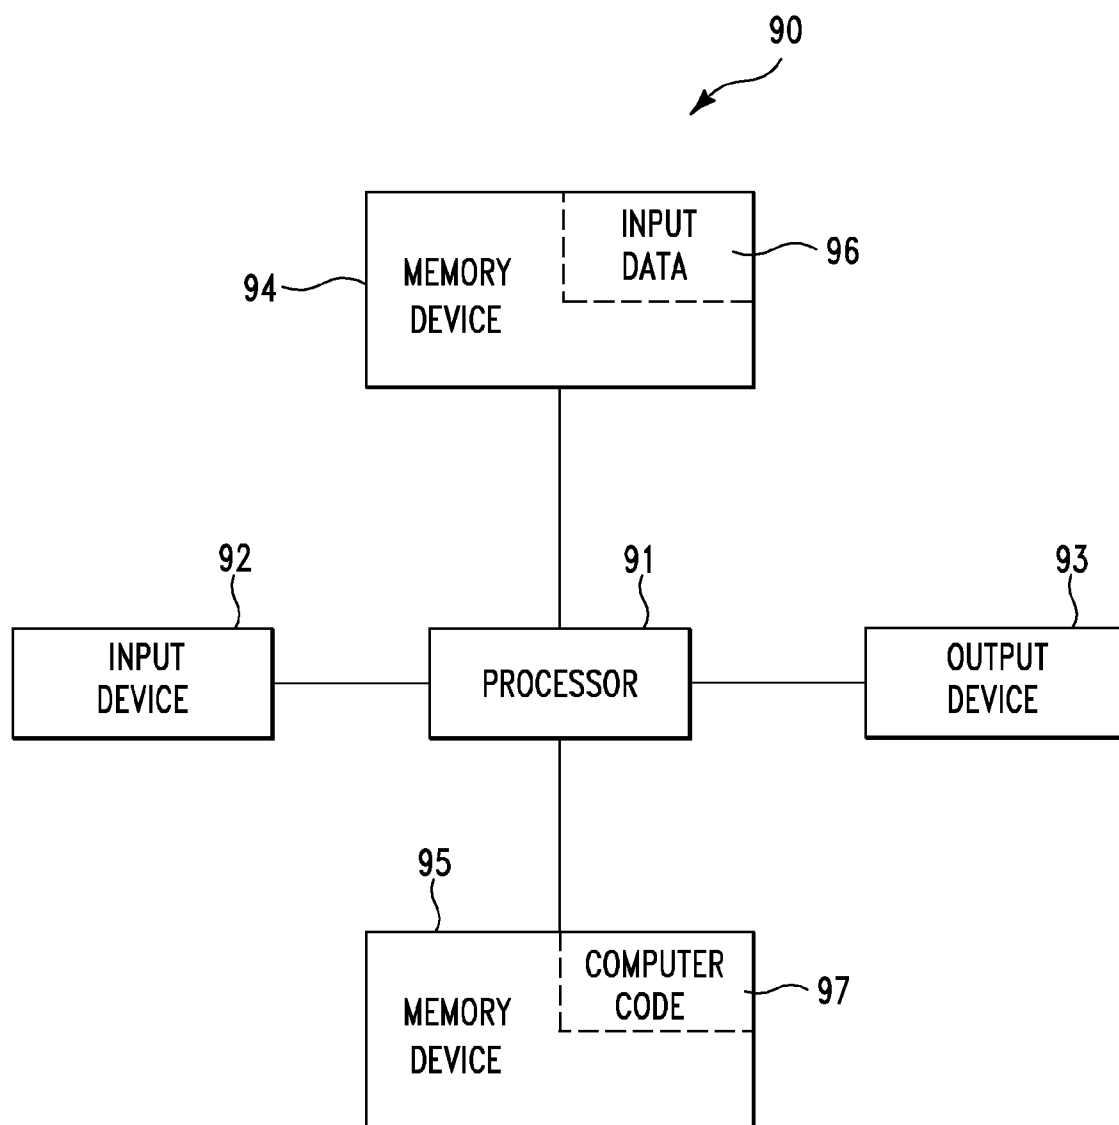 90
INPUT
DATA
96
MEMORY
DEVICE
94
92
91
93
INPUT
DEVICE
PROCESSOR
OUTPUT
DEVICE
95
COMPUTER
CODE
97
MEMORY
DEVICE